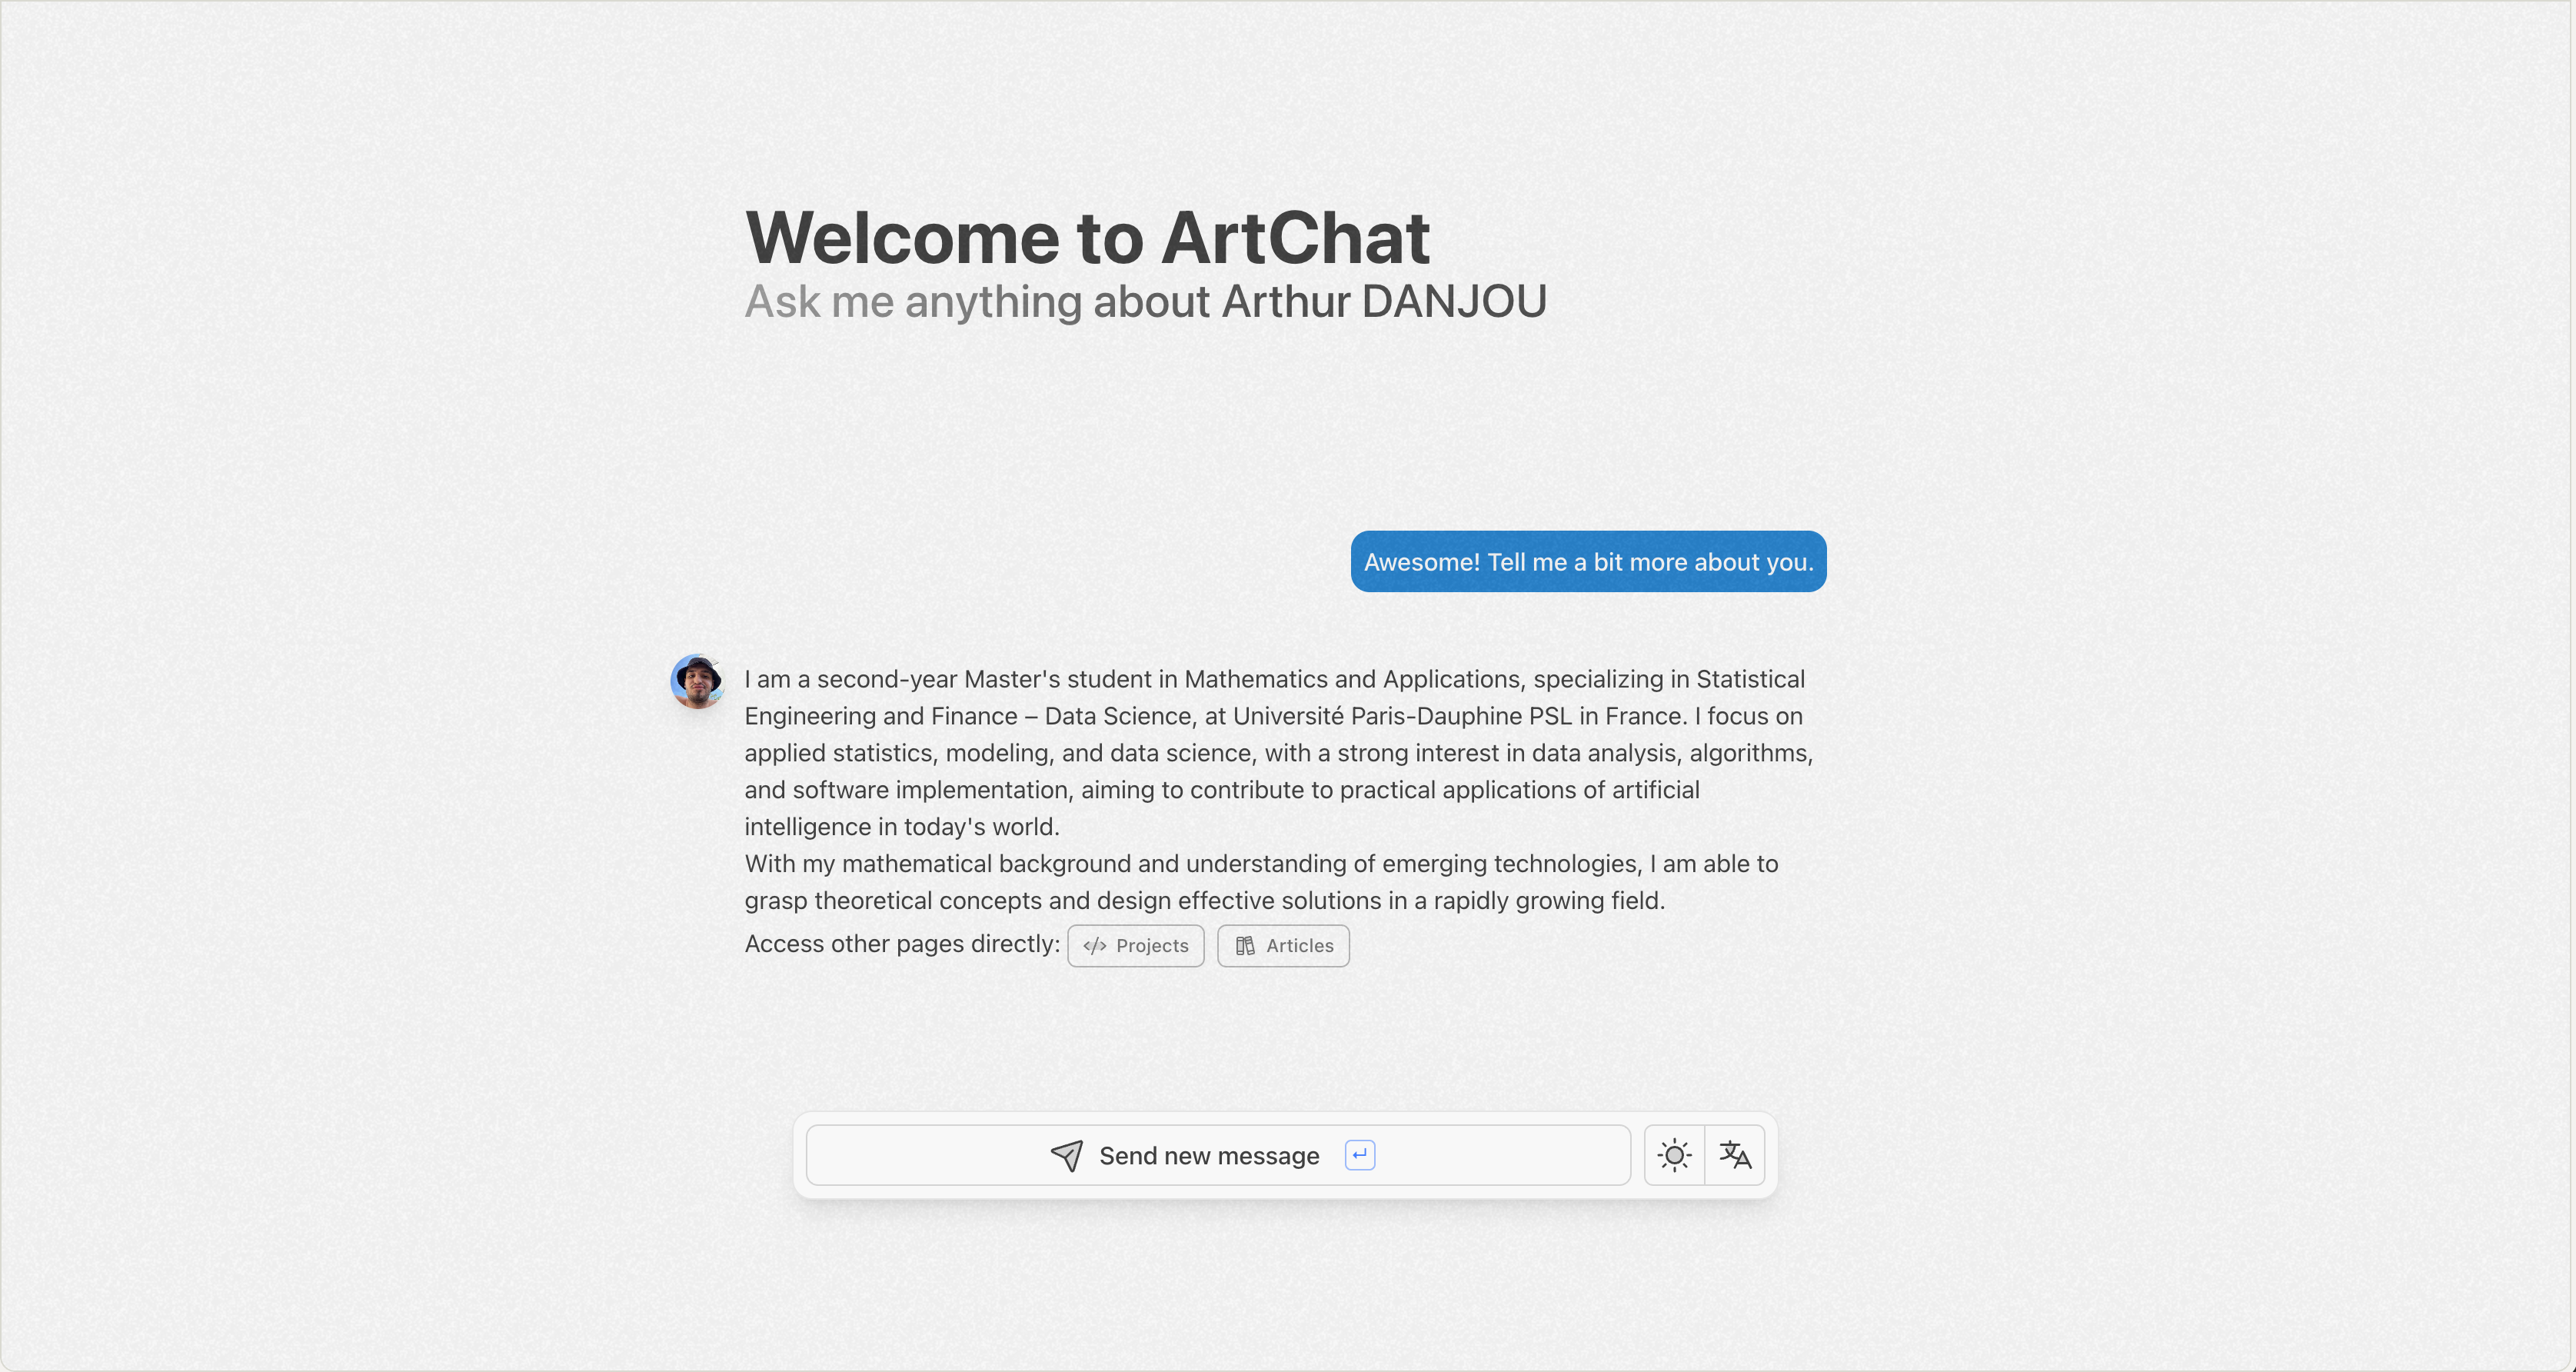 Welcome to ArtChat
Ask me anything about Arthur DANJOU
Awesome! Tell me a bit more about you.
I am a second-year Master's student in Mathematics and Applications, specializing in Statistical
Engineering and Finance – Data Science, at Université Paris-Dauphine PSL in France. I focus on
applied statistics, modeling, and data science, with a strong interest in data analysis, algorithms,
and software implementation, aiming to contribute to practical applications of artificial
intelligence in today's world.
With my mathematical background and understanding of emerging technologies, I am able to
grasp theoretical concepts and design effective solutions in a rapidly growing field.
Access other pages directly: Projects Articles
Send new message